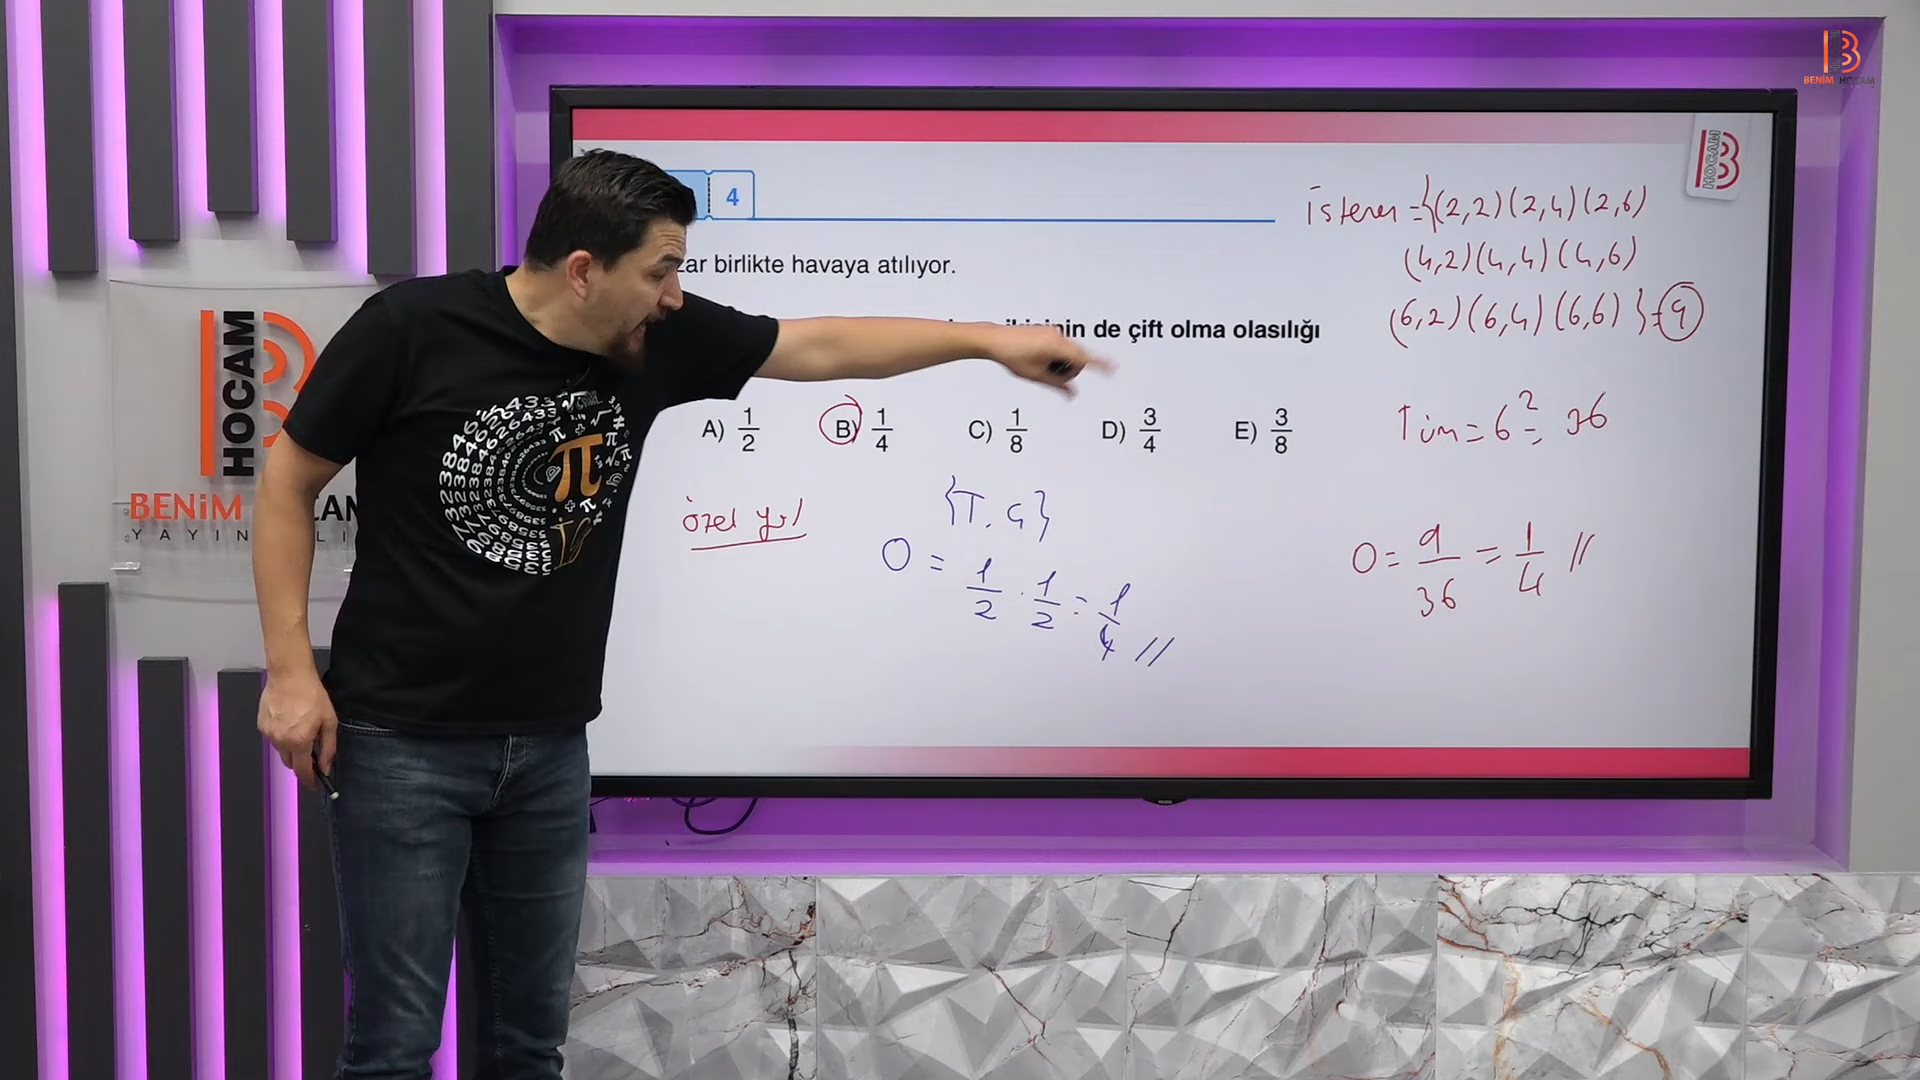 BENİM HOCAM
HOCAM
4
İstenen = {(2,2)(2,4)(2,6)
(4,2)(4,4)(4,6)
(6,2)(6,4)(6,6)} = 9
zar birlikte havaya atılıyor.
de çift olma olasılığı
A) 1/2 B) 1/4 C) 1/8 D) 3/4 E) 3/8
Tüm = 6² = 36
özel yol
{T, Ç}
O = 1/2 · 1/2 = 1/4 //
O = 9/36 = 1/4 //
HOCAM
BENİM
YAYIN
π